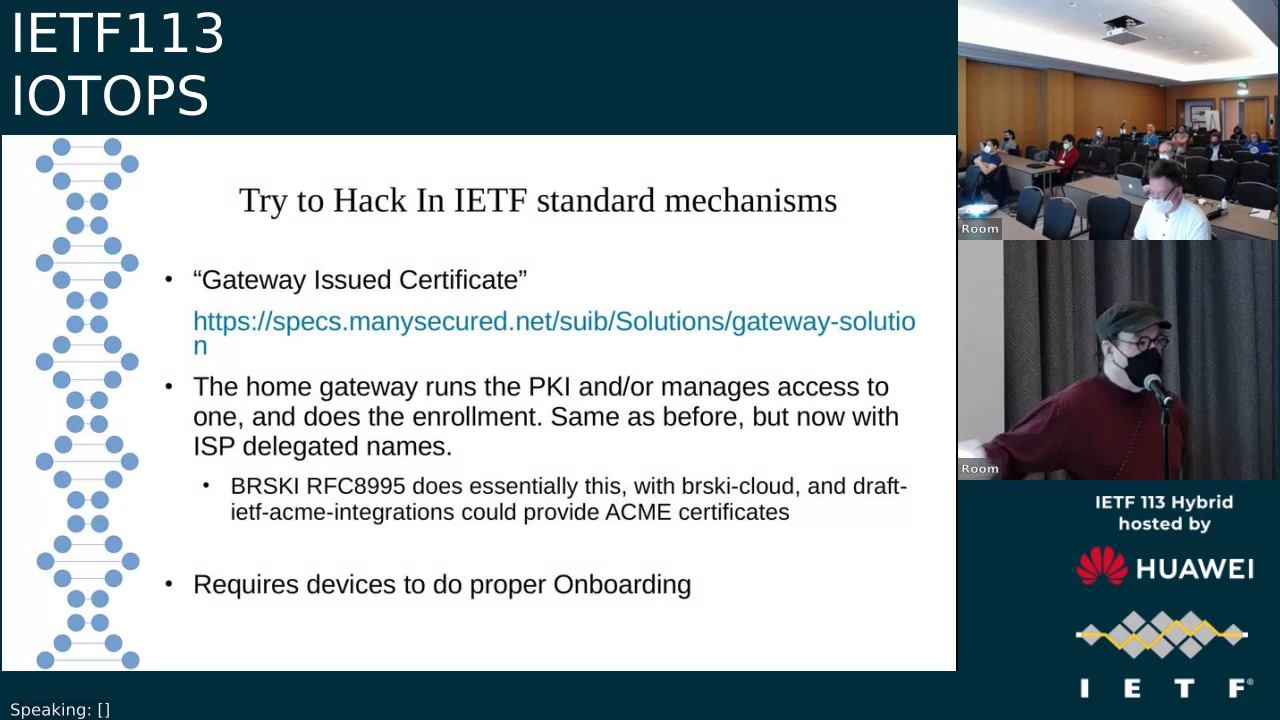 IETF113
IOTOPS
Try to Hack In IETF standard mechanisms
• “Gateway Issued Certificate”
https://specs.manysecured.net/suib/Solutions/gateway-solutio
n
• The home gateway runs the PKI and/or manages access to
one, and does the enrollment. Same as before, but now with
ISP delegated names.
• BRSKI RFC8995 does essentially this, with brski-cloud, and draft-
ietf-acme-integrations could provide ACME certificates
• Requires devices to do proper Onboarding
Room
Room
IETF 113 Hybrid
hosted by
HUAWEI
I E T F®
Speaking: []